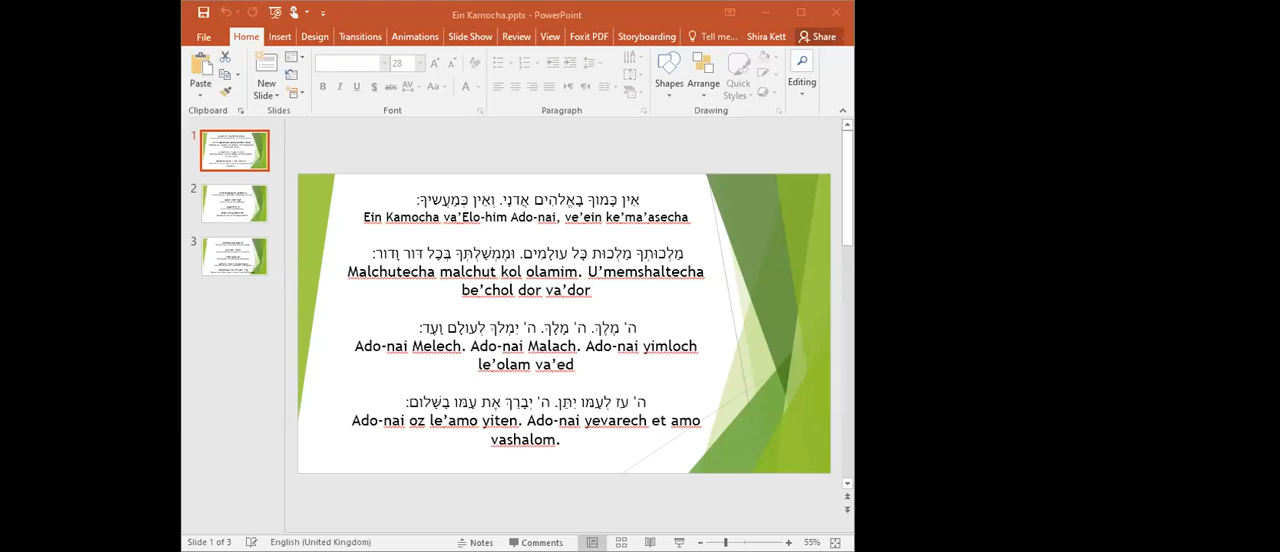 Ein Kamocha.pptx - PowerPoint
File Home Insert Design Transitions Animations Slide Show Review View Foxit PDF Storyboarding Tell me... Shira Kett Share
28
Paste New Slide Shapes Arrange Quick Styles Editing
Clipboard Slides Font Paragraph Drawing
1
2
3
אֵין כָּמוֹךָ בָאֱלֹהִים אֲדֹנָי. וְאֵין כְּמַעֲשֶׂיךָ:
Ein Kamocha va’Elo-him Ado-nai, ve’ein ke’ma’asecha
מַלְכוּתְךָ מַלְכוּת כָּל עוֹלָמִים. וּמֶמְשַׁלְתְּךָ בְּכָל דּוֹר וָדוֹר:
Malchutecha malchut kol olamim. U’memshaltecha
be’chol dor va’dor
ה' מֶלֶךְ. ה' מָלָךְ. ה' יִמְלֹךְ לְעוֹלָם וָעֶד:
Ado-nai Melech. Ado-nai Malach. Ado-nai yimloch
le’olam va’ed
ה' עֹז לְעַמּוֹ יִתֵּן. ה' יְבָרֵךְ אֶת עַמּוֹ בַשָּׁלוֹם:
Ado-nai oz le’amo yiten. Ado-nai yevarech et amo
vashalom.
Slide 1 of 3 English (United Kingdom) Notes Comments 55%